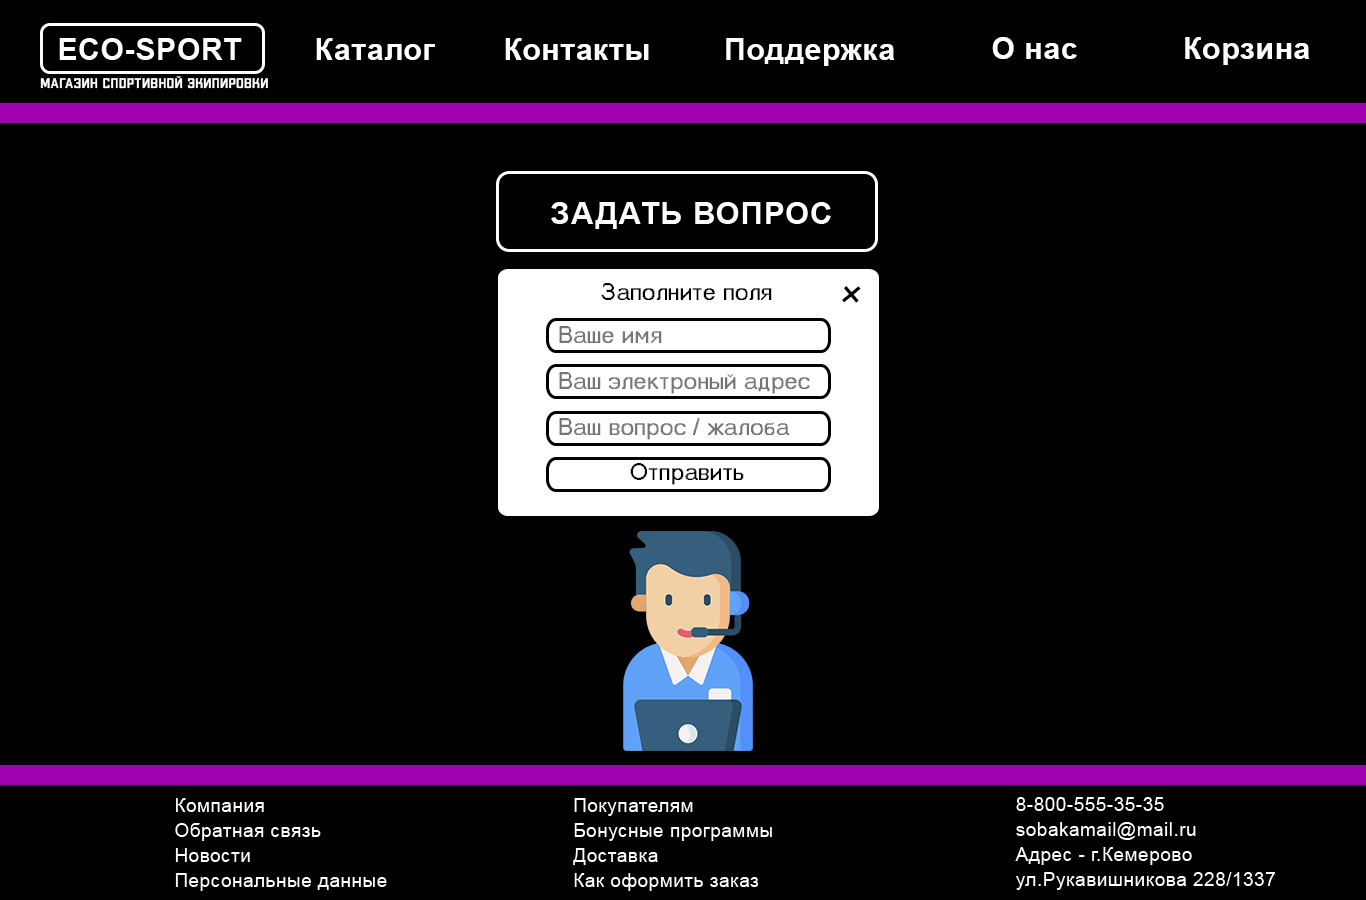 ECO-SPORT
МАГАЗИН СПОРТИВНОЙ ЭКИПИРОВКИ
Каталог
Контакты
Поддержка
О нас
Корзина
ЗАДАТЬ ВОПРОС
Заполните поля
Ваше имя
Ваш электроный адрес
Ваш вопрос / жалоба
Отправить
Компания
Обратная связь
Новости
Персональные данные
Покупателям
Бонусные программы
Доставка
Как оформить заказ
8-800-555-35-35
sobakamail@mail.ru
Адрес - г.Кемерово
ул.Рукавишникова 228/1337